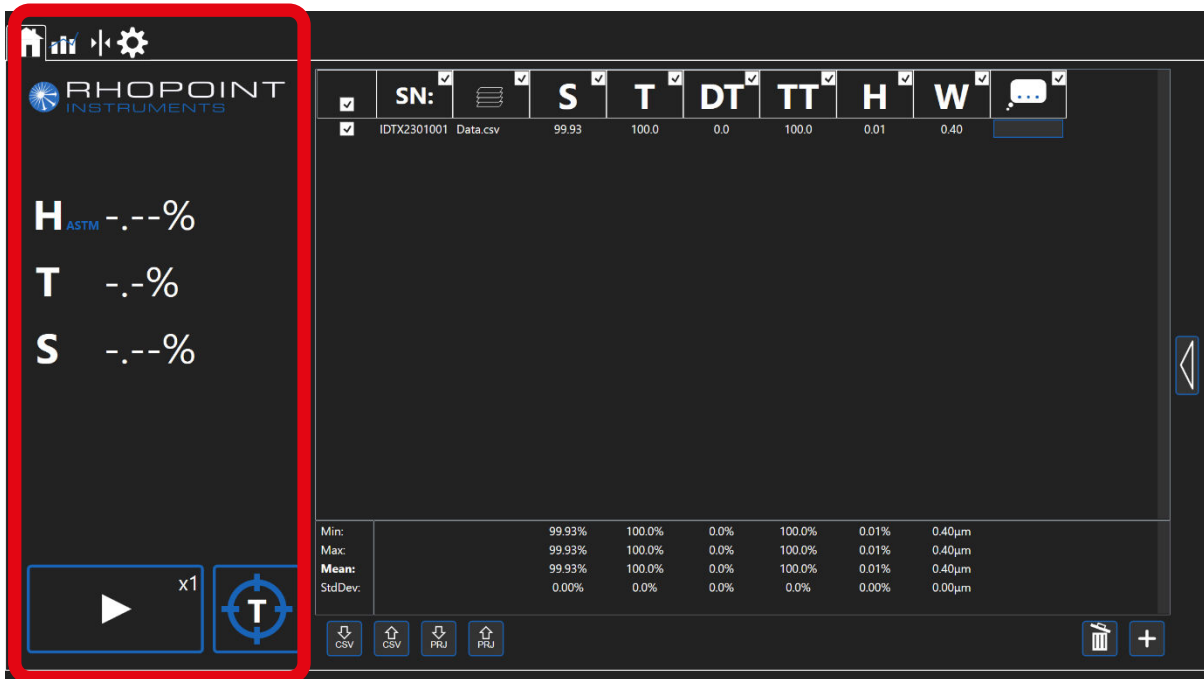 RHOPOINT
INSTRUMENTS
H ASTM -.--%
T -.-%
S -.--%
x1
T
SN: S T DT TT H W ...
IDTX2301001 Data.csv 99.93 100.0 0.0 100.0 0.01 0.40
Min: 99.93% 100.0% 0.0% 100.0% 0.01% 0.40µm
Max: 99.93% 100.0% 0.0% 100.0% 0.01% 0.40µm
Mean: 99.93% 100.0% 0.0% 100.0% 0.01% 0.40µm
StdDev: 0.00% 0.0% 0.0% 0.0% 0.00% 0.00µm
CSV CSV PRJ PRJ